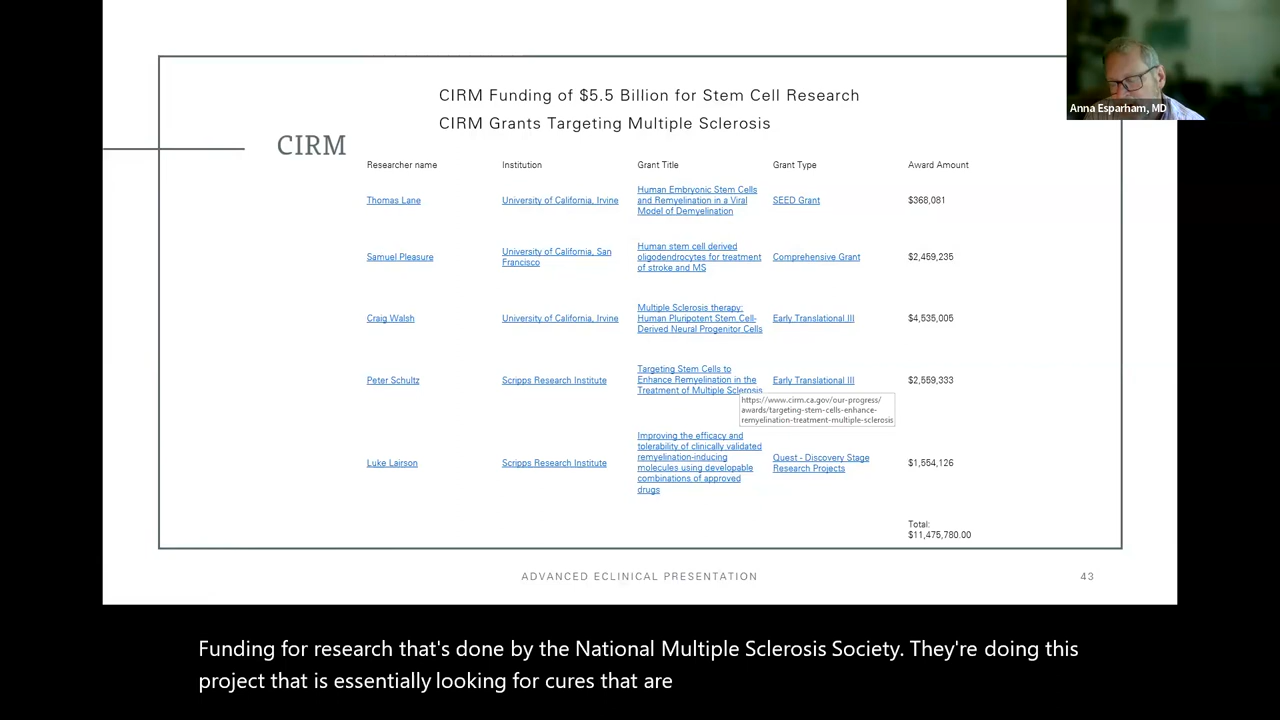 CIRM Funding of $5.5 Billion for Stem Cell Research
CIRM Grants Targeting Multiple Sclerosis
CIRM
Anna Esparham, MD
Researcher name
Institution
Grant Title
Grant Type
Award Amount
Thomas Lane
University of California, Irvine
Human Embryonic Stem Cells
and Remyelination in a Viral
Model of Demyelination
SEED Grant
$368,081
Samuel Pleasure
University of California, San
Francisco
Human stem cell derived
oligodendrocytes for treatment
of stroke and MS
Comprehensive Grant
$2,459,235
Craig Walsh
University of California, Irvine
Multiple Sclerosis therapy:
Human Pluripotent Stem Cell-
Derived Neural Progenitor Cells
Early Translational III
$4,535,005
Peter Schultz
Scripps Research Institute
Targeting Stem Cells to
Enhance Remyelination in the
Treatment of Multiple Sclerosis
Early Translational III
$2,559,333
https://www.cirm.ca.gov/our-progress/
awards/targeting-stem-cells-enhance-
remyelination-treatment-multiple-sclerosis
Luke Lairson
Scripps Research Institute
Improving the efficacy and
tolerability of clinically validated
remyelination-inducing
molecules using developable
combinations of approved
drugs
Quest - Discovery Stage
Research Projects
$1,554,126
Total:
$11,475,780.00
ADVANCED ECLINICAL PRESENTATION
43
Funding for research that's done by the National Multiple Sclerosis Society. They're doing this
project that is essentially looking for cures that are